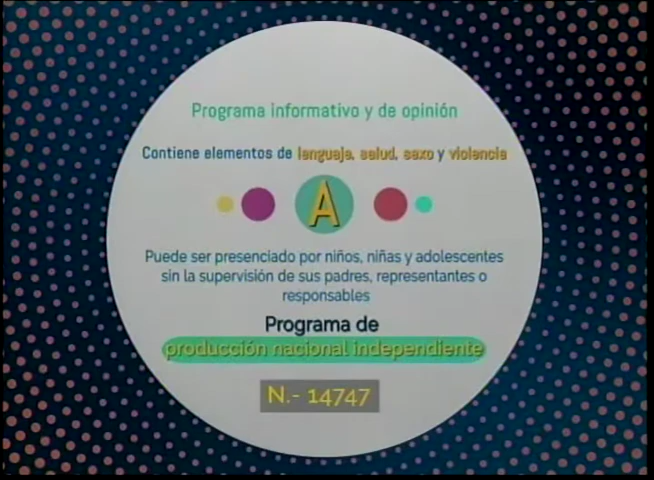 Programa informativo y de opinión
Contiene elementos de lenguaje, salud, sexo y violencia
A
Puede ser presenciado por niños, niñas y adolescentes
sin la supervisión de sus padres, representantes o
responsables
Programa de
producción nacional independiente
N.- 14747